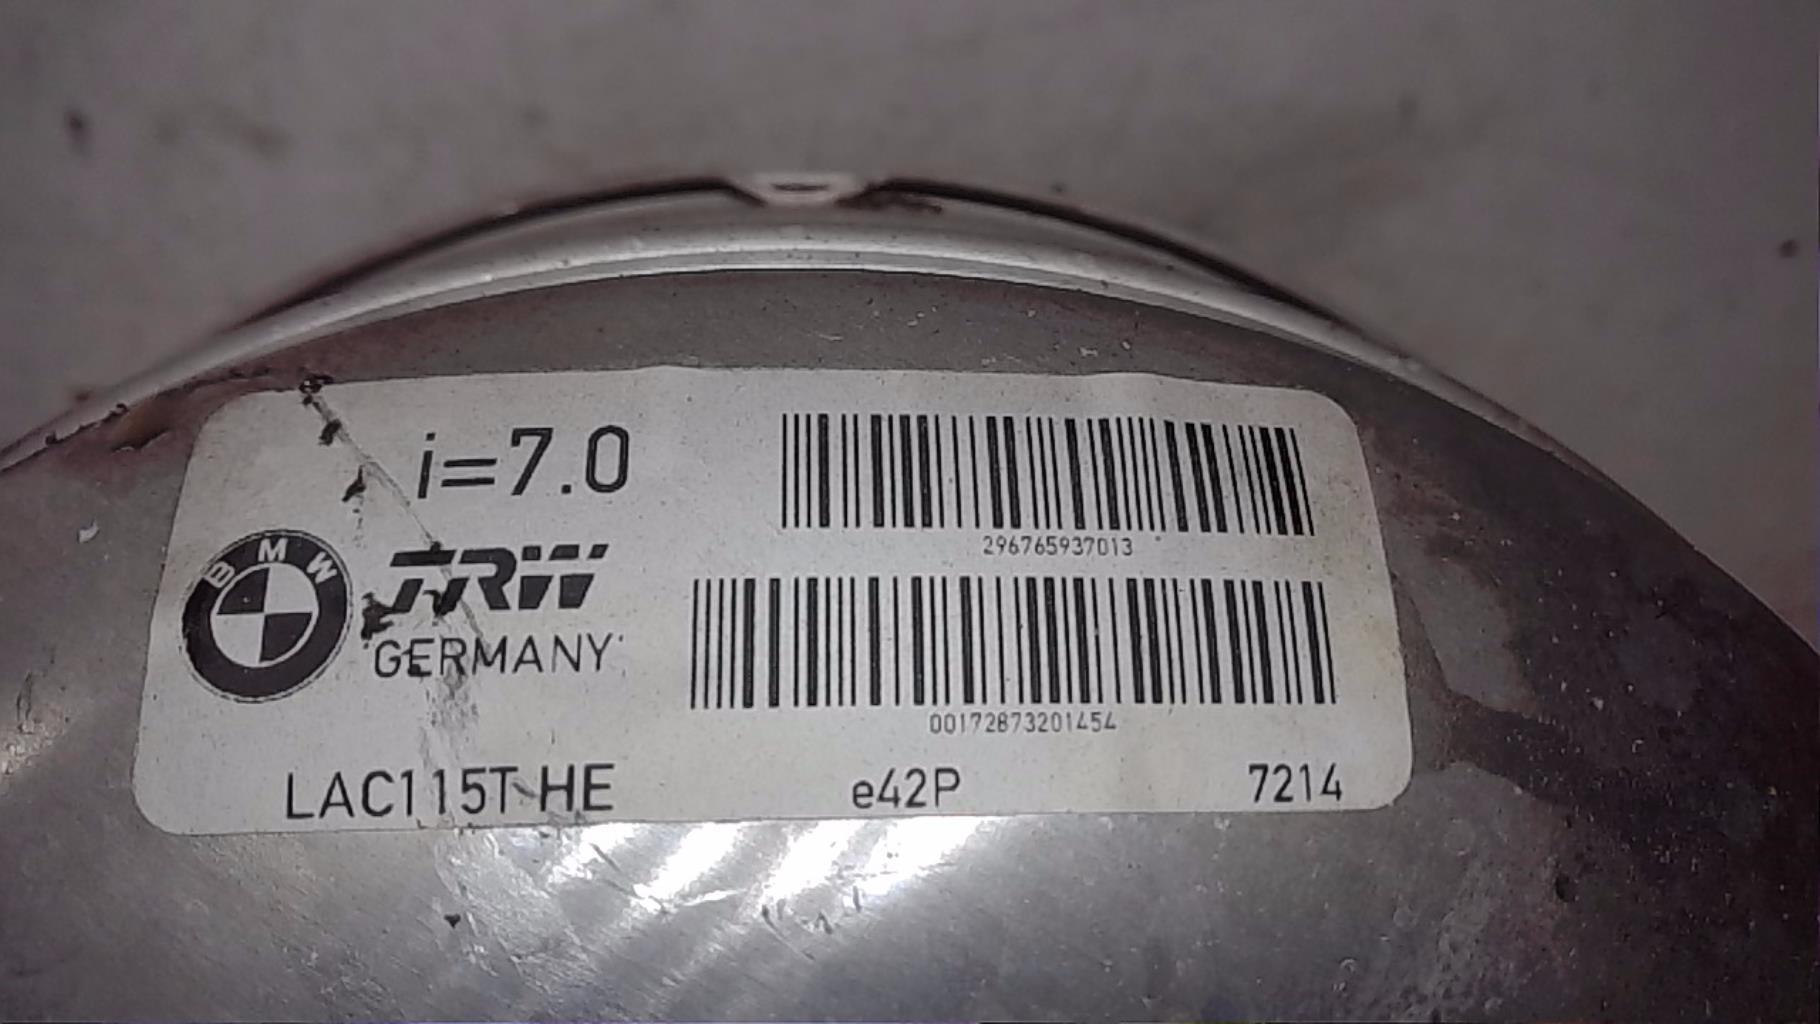 i=7.0
296765937013
BMW
TRW
GERMANY
00172873201454
LAC115T-HE
e42P
7214